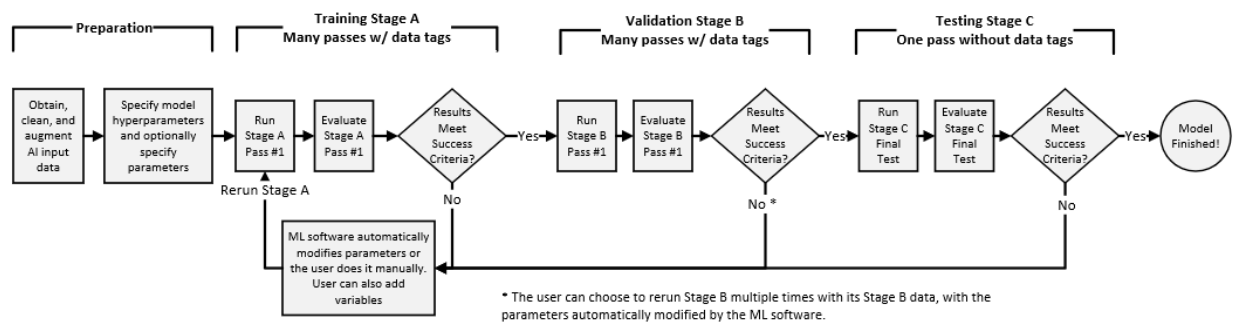 Preparation
Training Stage A
Many passes w/ data tags
Validation Stage B
Many passes w/ data tags
Testing Stage C
One pass without data tags
Obtain,
clean, and
augment
AI input
data
Specify model
hyperparameters
and optionally
specify
parameters
Run
Stage A
Pass #1
Evaluate
Stage A
Pass #1
Results
Meet
Success
Criteria?
Yes
Run
Stage B
Pass #1
Evaluate
Stage B
Pass #1
Results
Meet
Success
Criteria?
Yes
Run
Stage C
Final
Test
Evaluate
Stage C
Final
Test
Results
Meet
Success
Criteria?
Yes
Model
Finished!
Rerun Stage A
No
No *
No
ML software automatically
modifies parameters or
the user does it manually.
User can also add
variables
* The user can choose to rerun Stage B multiple times with its Stage B data, with the
parameters automatically modified by the ML software.